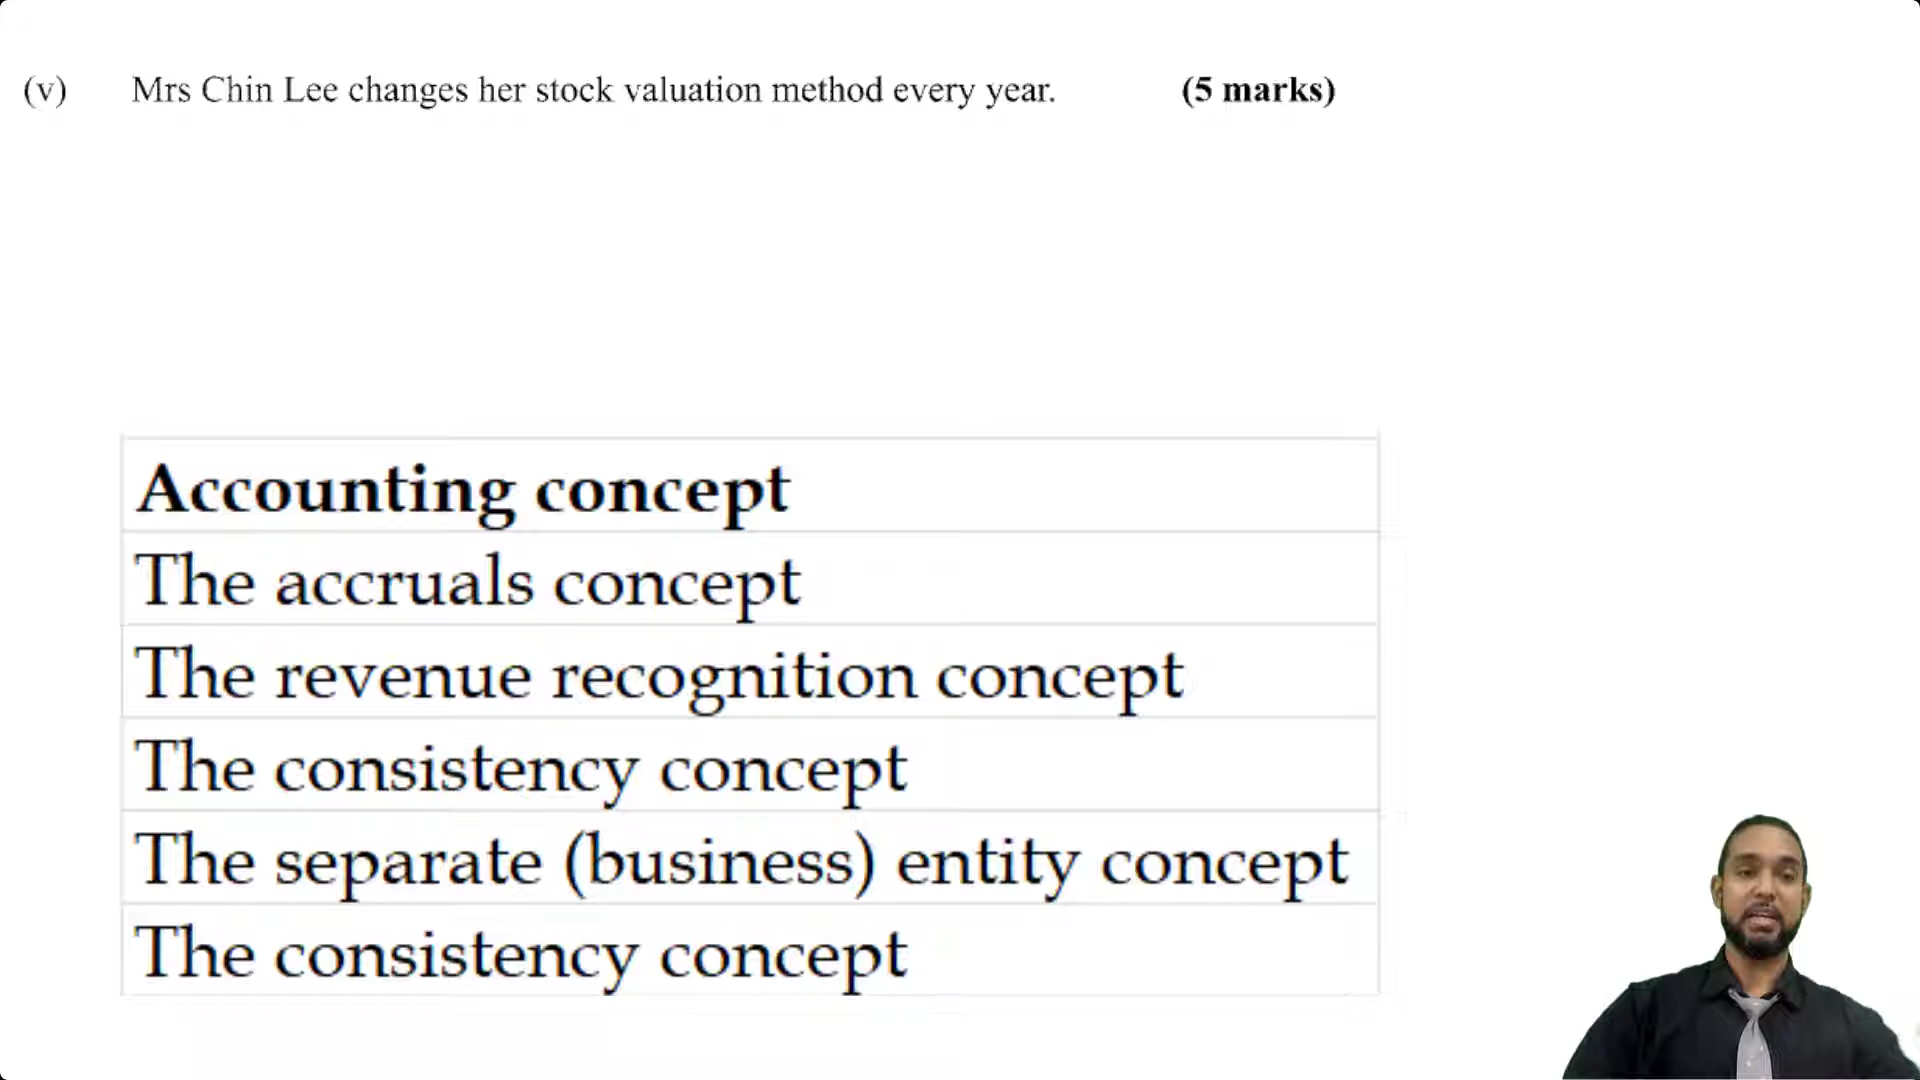 (v) Mrs Chin Lee changes her stock valuation method every year. (5 marks)
Accounting concept
The accruals concept
The revenue recognition concept
The consistency concept
The separate (business) entity concept
The consistency concept